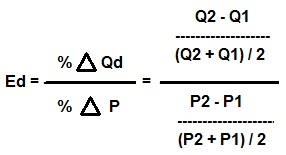 Q2 - Q1
--------------------
% △ Qd
(Q2 + Q1) / 2
Ed = =
% △ P
P2 - P1
--------------------
(P2 + P1) / 2